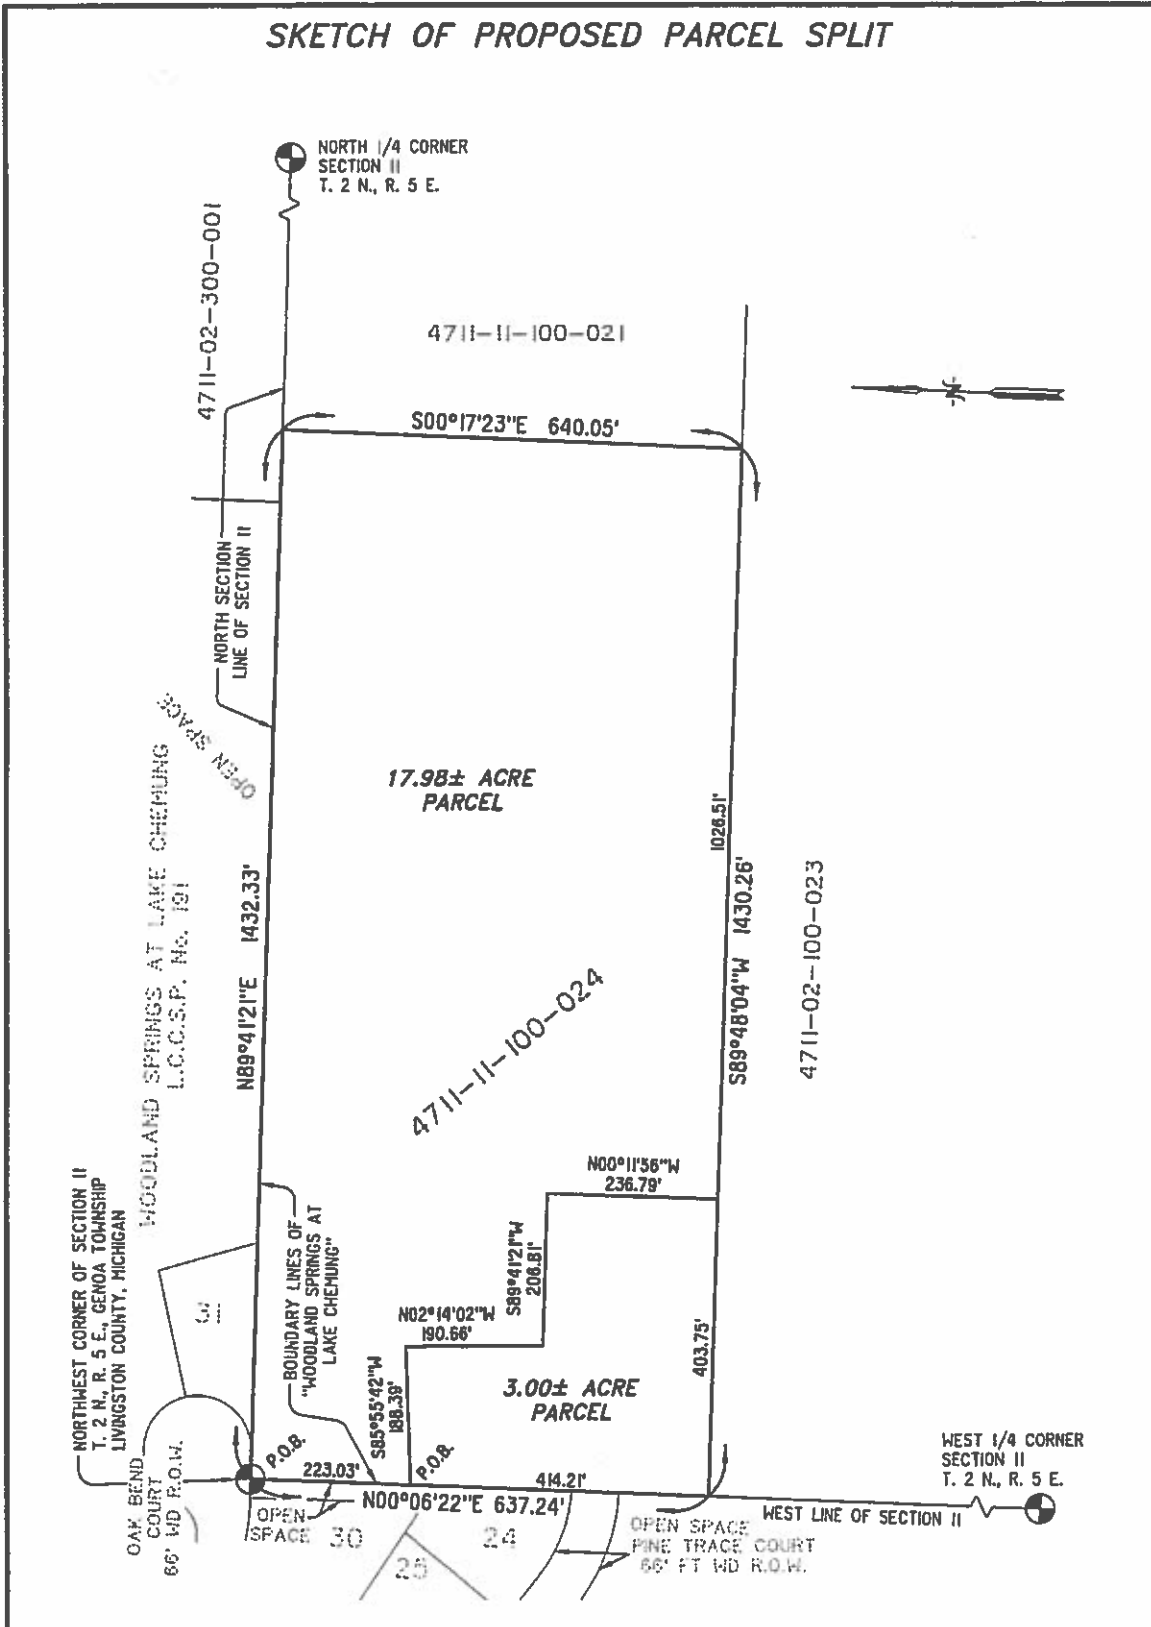 SKETCH OF PROPOSED PARCEL SPLIT
NORTH 1/4 CORNER
SECTION 11
T. 2 N., R. 5 E.
4711-02-300-001
4711-11-100-021
N
S00°17'23"E 640.05'
NORTH SECTION
LINE OF SECTION 11
OPEN SPACE
WOODLAND SPRINGS AT LAKE CHEMUNG
L.C.C.S.P. No. 191
17.98± ACRE
PARCEL
N89°41'21"E 1432.33'
1026.51'
S89°48'04"W 1430.26'
4711-02-100-023
4711-11-100-024
NORTHWEST CORNER OF SECTION 11
T. 2 N., R. 5 E., GENOA TOWNSHIP
LIVINGSTON COUNTY, MICHIGAN
31
BOUNDARY LINES OF
"WOODLAND SPRINGS AT
LAKE CHEMUNG"
N00°11'56"W
236.79'
S89°41'21"W
206.81'
N02°14'02"W
190.66'
S85°55'42"W
188.39'
403.75'
3.00± ACRE
PARCEL
OAK BEND
COURT
66' WD R.O.W.
P.O.B.
223.03'
P.O.B.
414.21'
N00°06'22"E 637.24'
OPEN
SPACE
30
25
24
OPEN SPACE
PINE TRACE COURT
66' FT WD R.O.W.
WEST LINE OF SECTION 11
WEST 1/4 CORNER
SECTION 11
T. 2 N., R. 5 E.